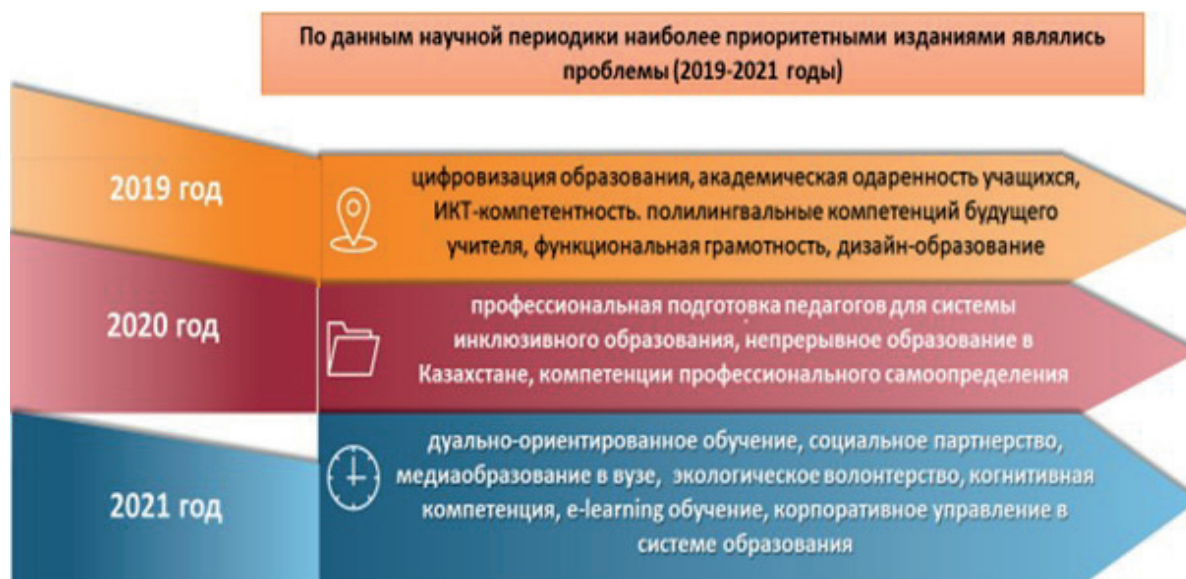 По данным научной периодики наиболее приоритетными изданиями являлись
проблемы (2019-2021 годы)
2019 год
цифровизация образования, академическая одаренность учащихся,
ИКТ-компетентность. полилингвальные компетенций будущего
учителя, функциональная грамотность, дизайн-образование
2020 год
профессиональная подготовка педагогов для системы
инклюзивного образования, непрерывное образование в
Казахстане, компетенции профессионального самоопределения
2021 год
дуально-ориентированное обучение, социальное партнерство,
медиаобразование в вузе, экологическое волонтерство, когнитивная
компетенция, e-learning обучение, корпоративное управление в
системе образования